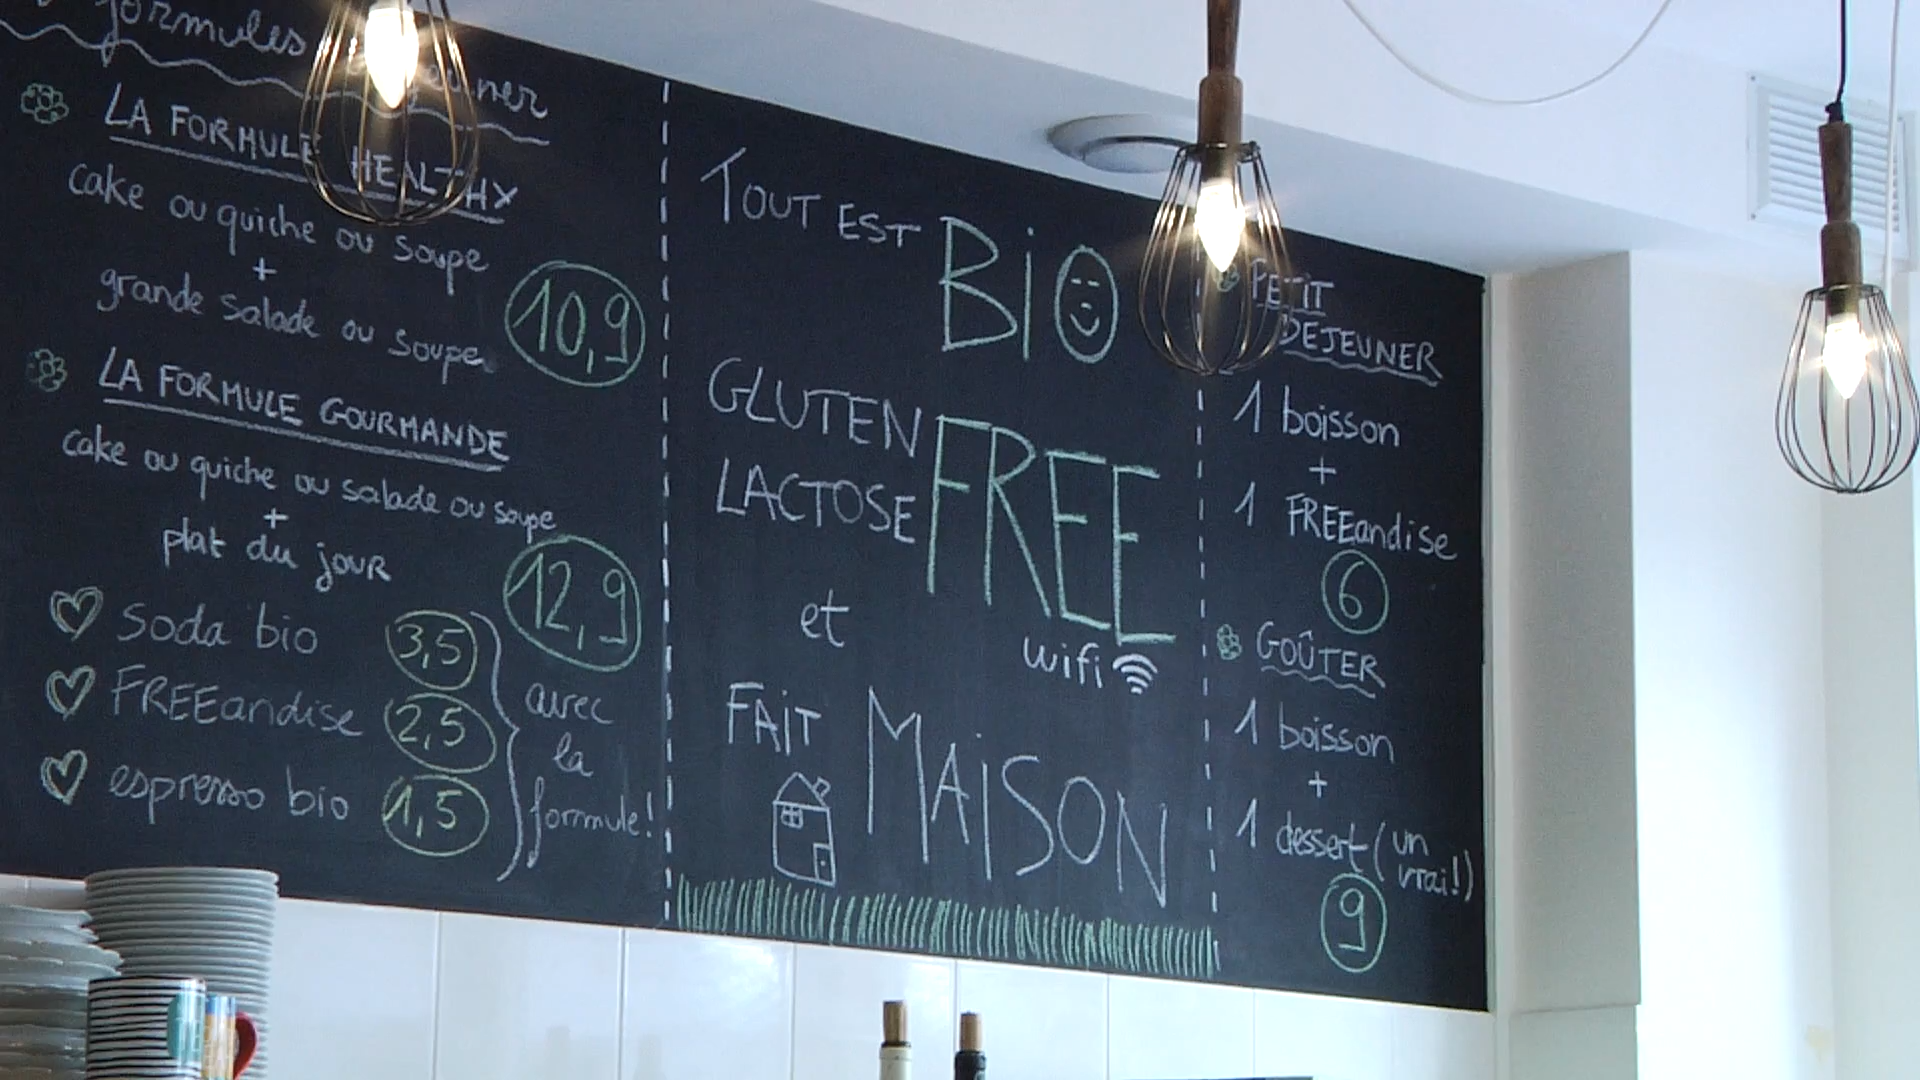 formules
LA FORMULE HEALTHY
cake ou quiche ou soupe
+
grande salade ou soupe
10,9
LA FORMULE GOURMANDE
cake ou quiche ou salade ou soupe
+
plat du jour
12,9
soda bio 3,5
FREEandise 2,5
espresso bio 1,5
avec
la
formule!
TOUT EST BiO
GLUTEN FREE
LACTOSE
et
wifi
FAiT MAiSON
PETiT
DEJEUNER
1 boisson
+
1 FREEandise
6
GOÛTER
1 boisson
+
1 dessert (un
vrai!)
9